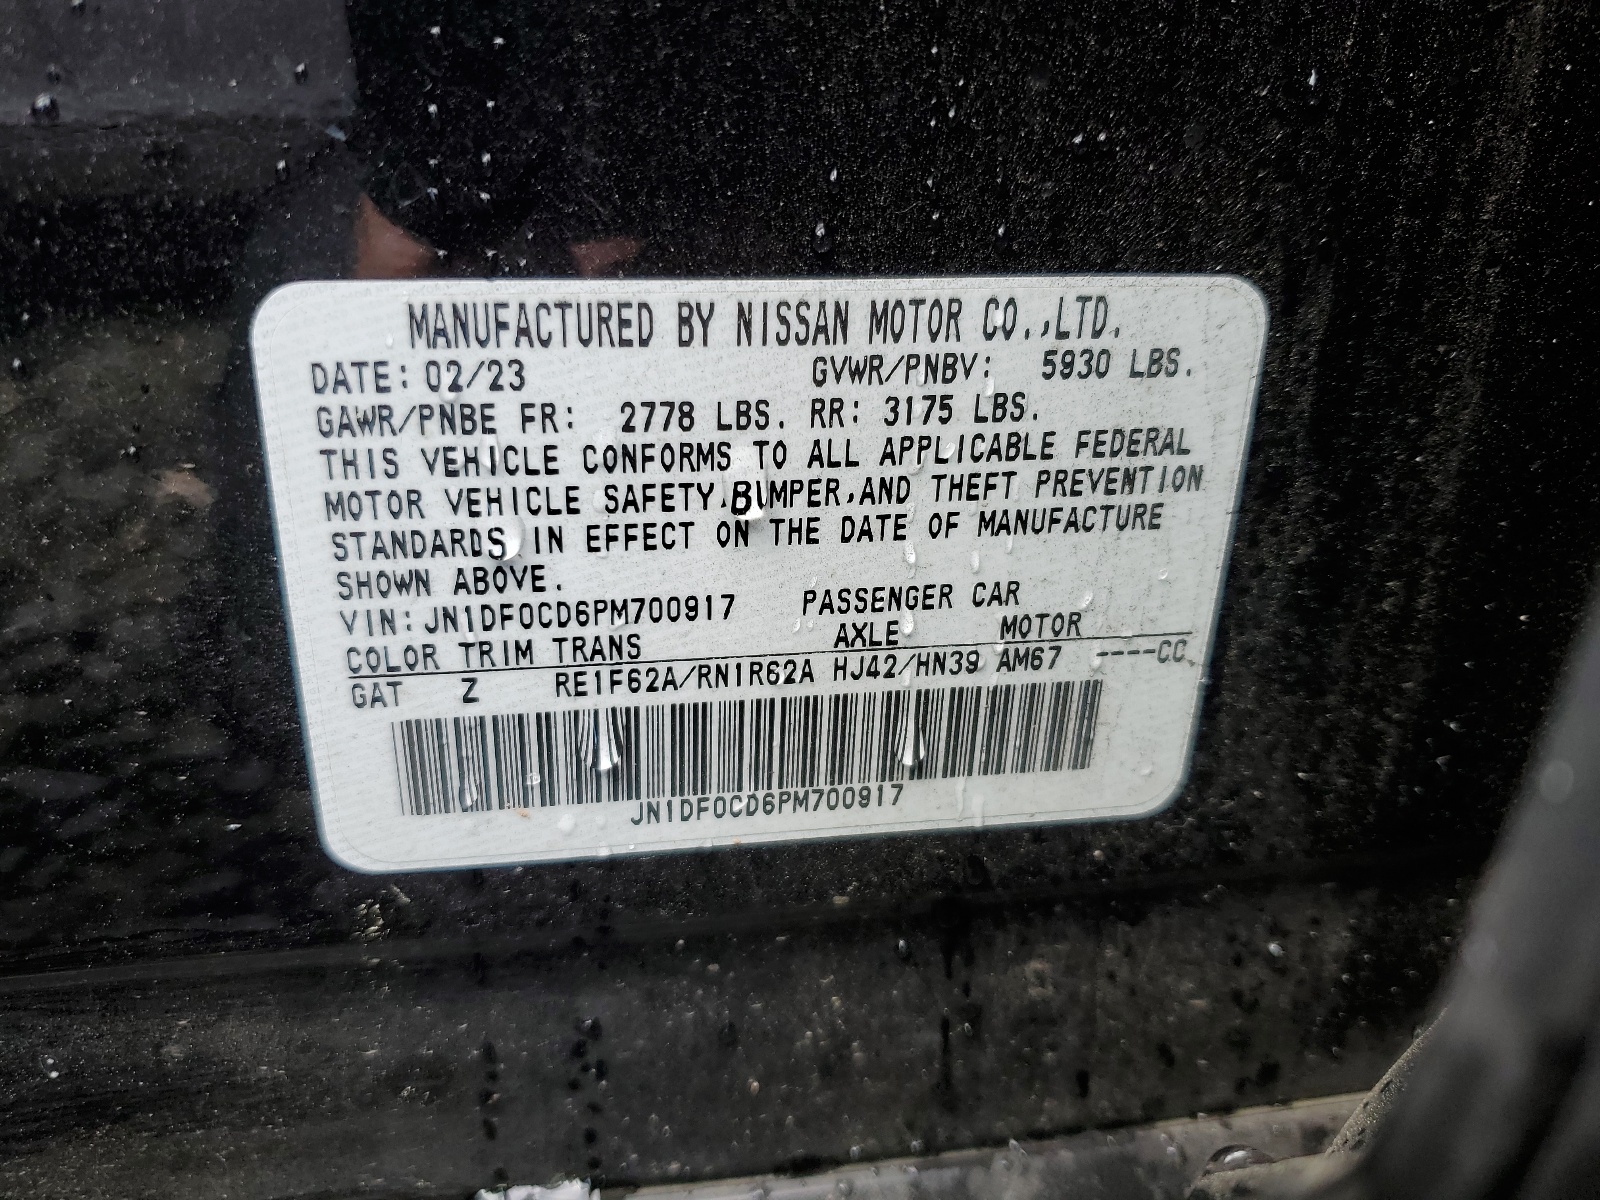 MANUFACTURED BY NISSAN MOTOR CO.,LTD.
DATE: 02/23 GVWR/PNBV: 5930 LBS.
GAWR/PNBE FR: 2778 LBS. RR: 3175 LBS.
THIS VEHICLE CONFORMS TO ALL APPLICABLE FEDERAL
MOTOR VEHICLE SAFETY,BUMPER,AND THEFT PREVENTION
STANDARDS IN EFFECT ON THE DATE OF MANUFACTURE
SHOWN ABOVE.
VIN: JN1DF0CD6PM700917 PASSENGER CAR
COLOR TRIM TRANS AXLE MOTOR
GAT Z RE1F62A/RN1R62A HJ42/HN39 AM67 ----CC
JN1DF0CD6PM700917